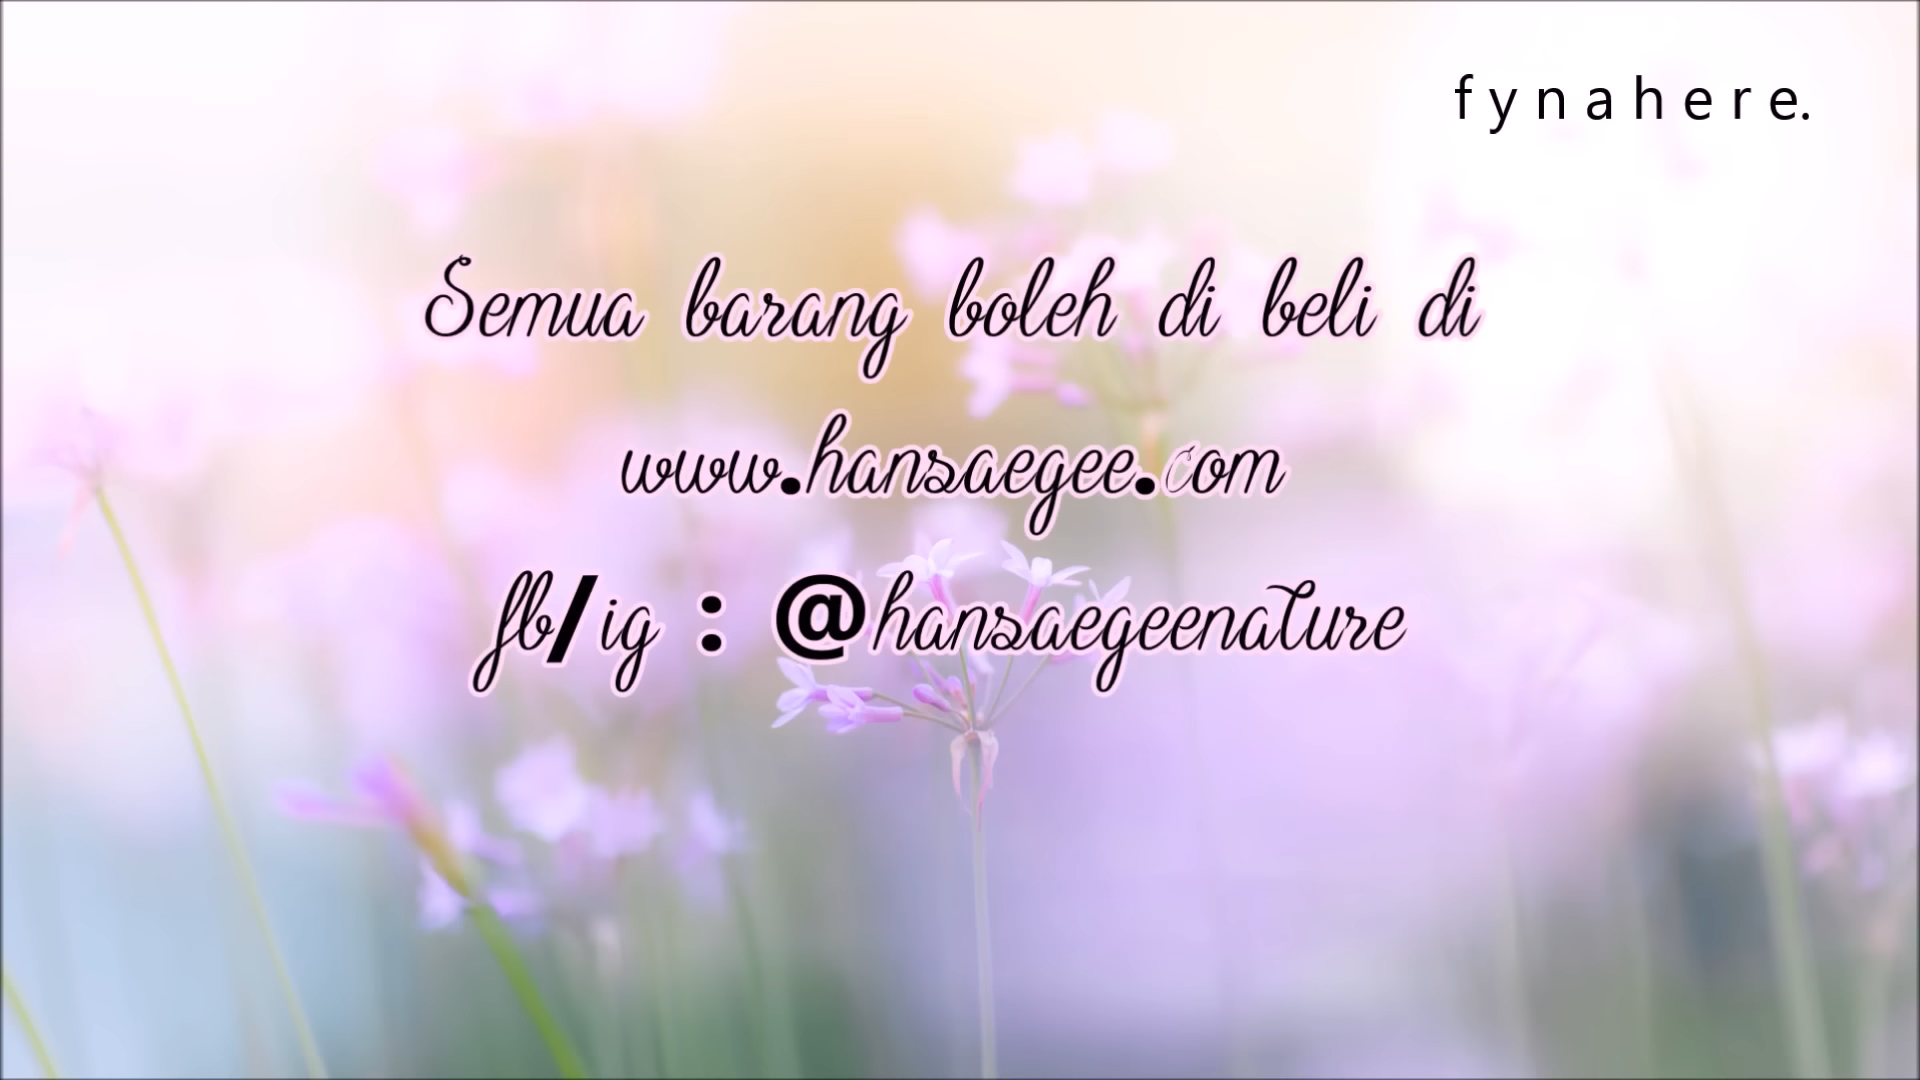 f y n a h e r e.
Semua barang boleh di beli di
www.hansaegee.com
fb/ig : @hansaegeenature